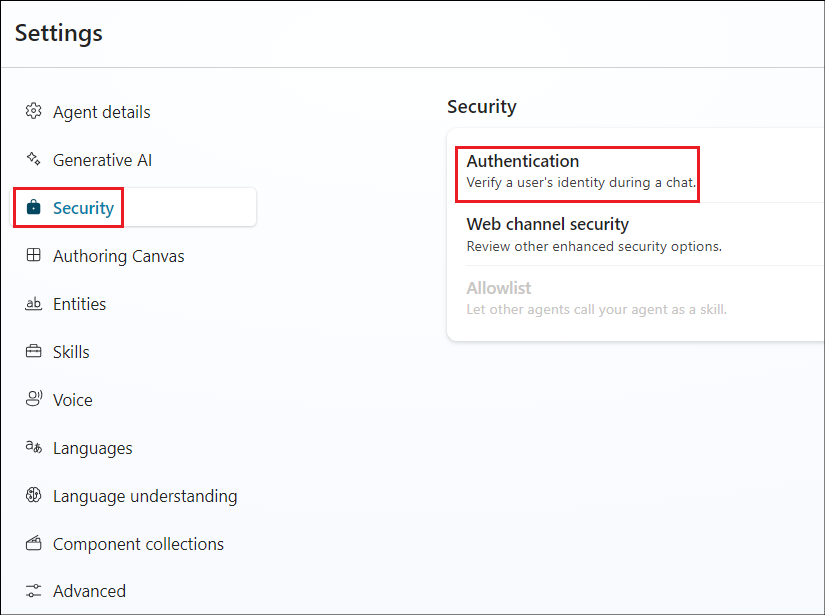 Settings
Agent details
Generative AI
Security
Authoring Canvas
Entities
Skills
Voice
Languages
Language understanding
Component collections
Advanced
Security
Authentication
Verify a user's identity during a chat.
Web channel security
Review other enhanced security options.
Allowlist
Let other agents call your agent as a skill.